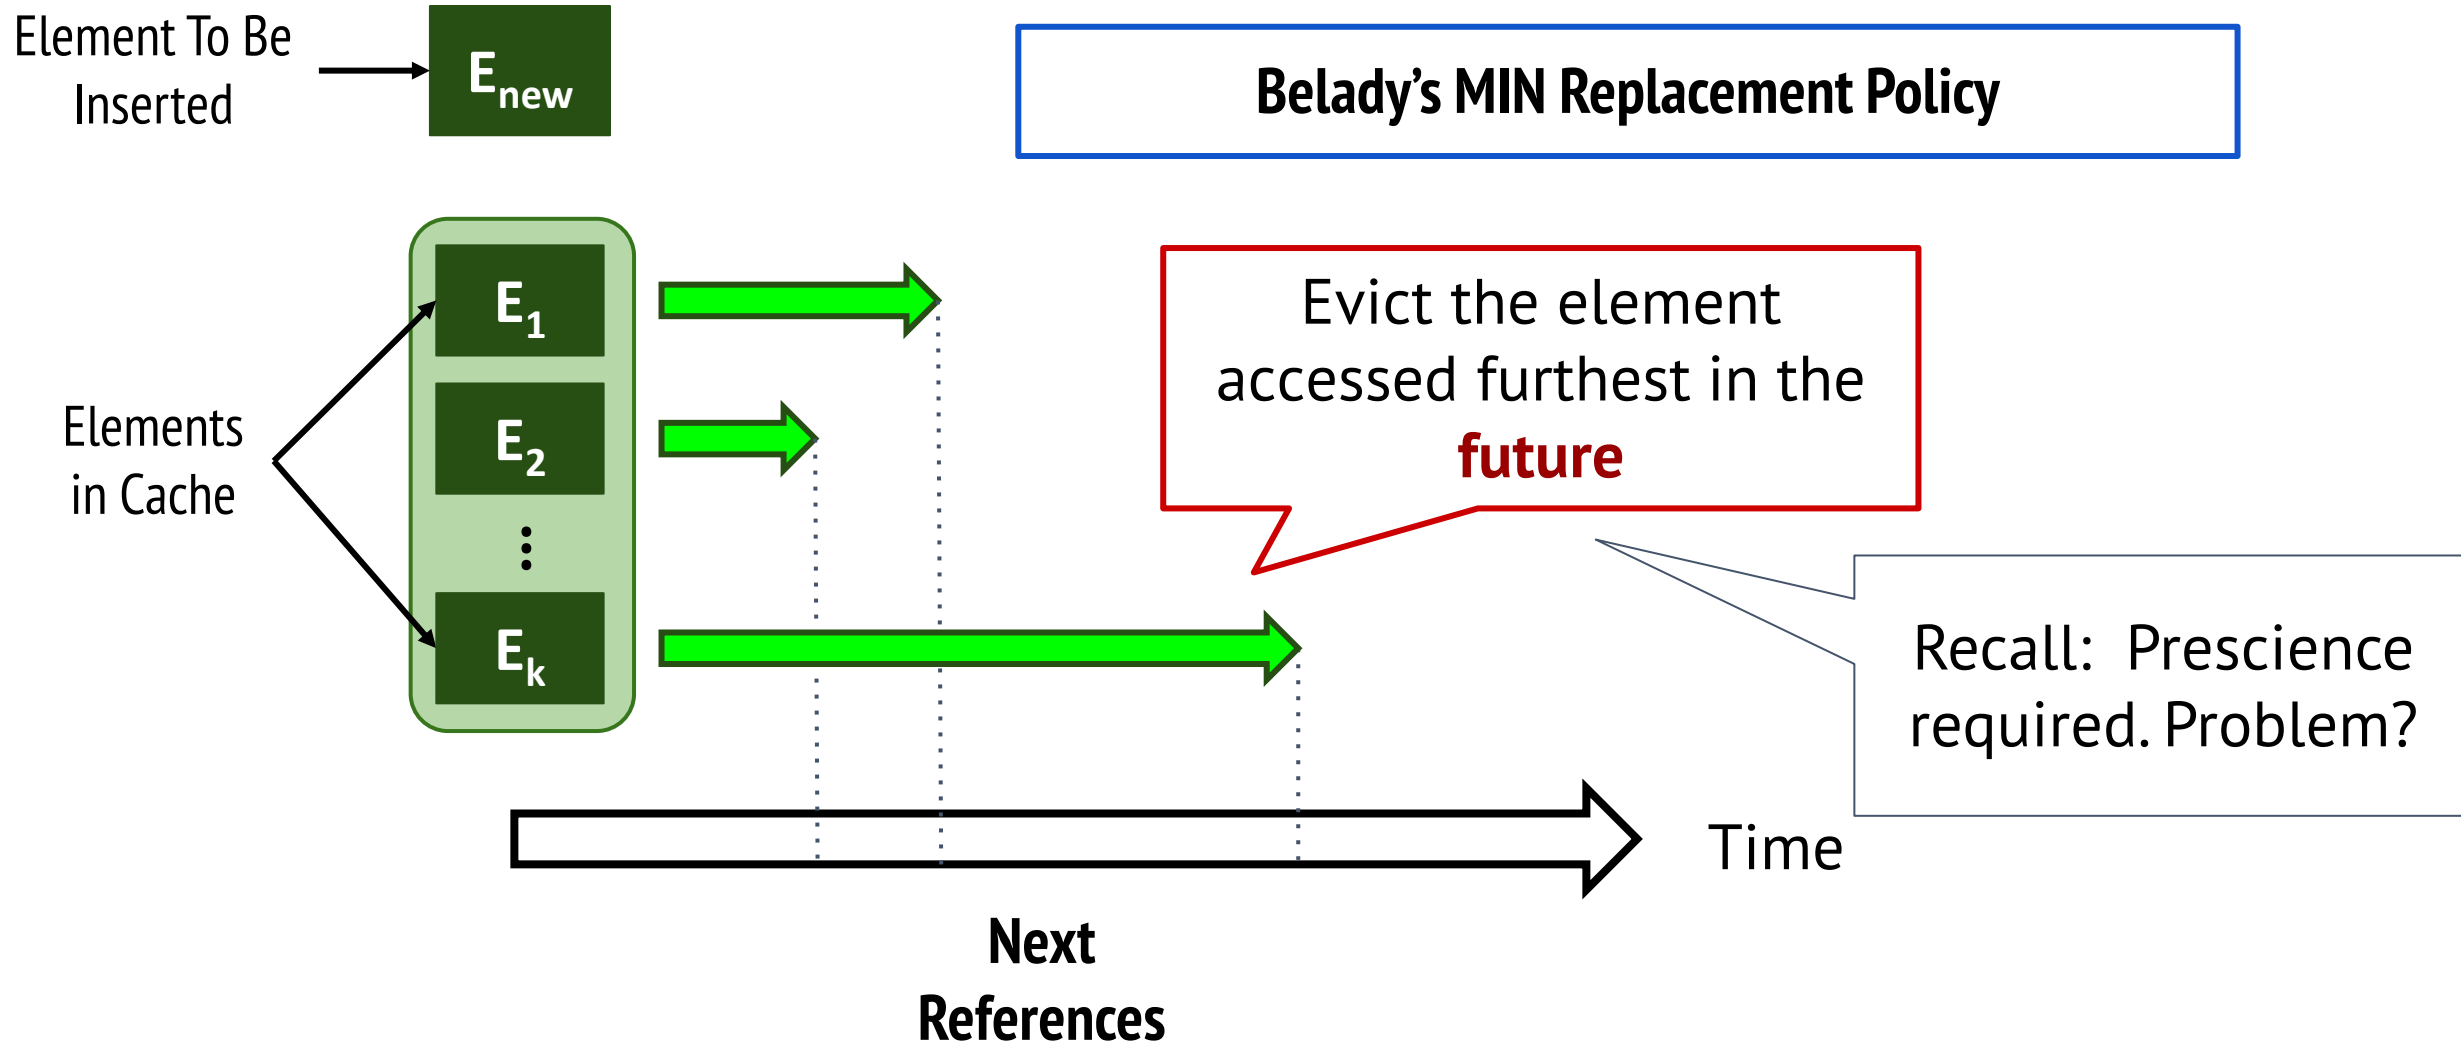 Element To Be
Inserted
Enew
Belady's MIN Replacement Policy
E1
E2
Ek
Elements
in Cache
Evict the element
accessed furthest in the
future
Recall:  Prescience
required. Problem?
Time
Next
References